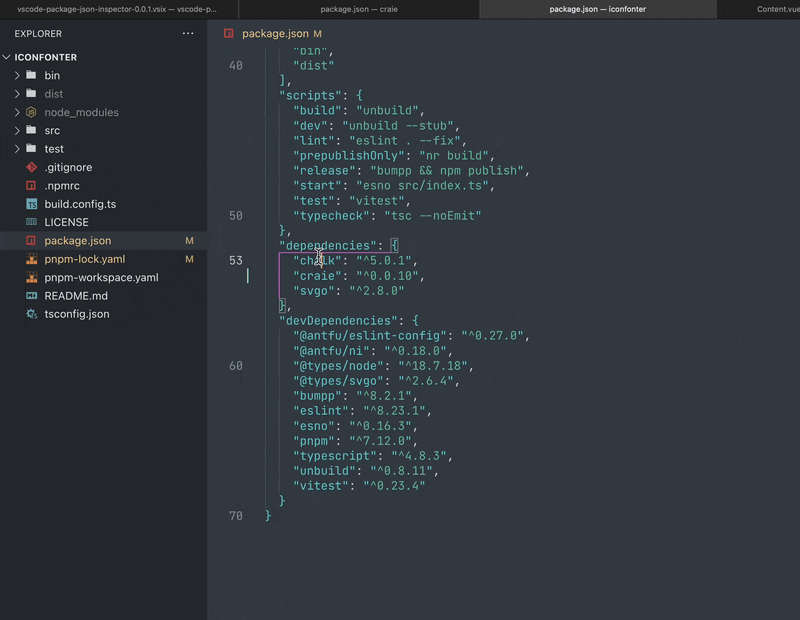 vscode-package-json-inspector-0.0.1.vsix — vscode-p...
package.json — craie
package.json — iconfonter
Content.vue
EXPLORER
...
package.json M
ICONFONTER
bin
dist
node_modules
src
test
.gitignore
.npmrc
build.config.ts
LICENSE
package.json M
pnpm-lock.yaml M
pnpm-workspace.yaml
README.md
tsconfig.json
"bin",
40 "dist"
],
"scripts": {
"build": "unbuild",
"dev": "unbuild --stub",
"lint": "eslint . --fix",
"prepublishOnly": "nr build",
"release": "bumpp && npm publish",
"start": "esno src/index.ts",
"test": "vitest",
50 "typecheck": "tsc --noEmit"
},
"dependencies": {
53 "chalk": "^5.0.1",
"craie": "^0.0.10",
"svgo": "^2.8.0"
},
"devDependencies": {
"@antfu/eslint-config": "^0.27.0",
"@antfu/ni": "^0.18.0",
60 "@types/node": "^18.7.18",
"@types/svgo": "^2.6.4",
"bumpp": "^8.2.1",
"eslint": "^8.23.1",
"esno": "^0.16.3",
"pnpm": "^7.12.0",
"typescript": "^4.8.3",
"unbuild": "^0.8.11",
"vitest": "^0.23.4"
}
70 }